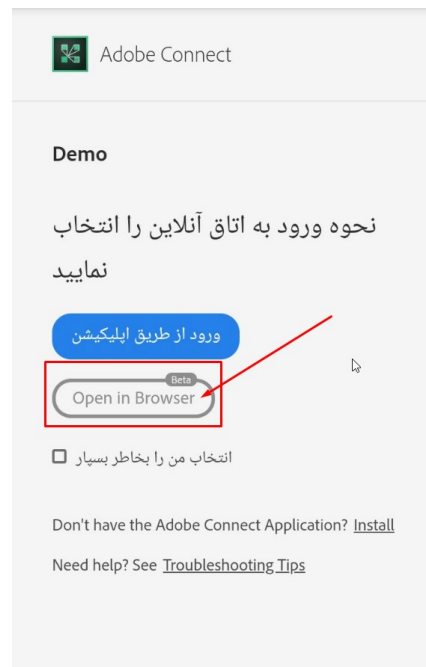 Adobe Connect
Demo
نحوه ورود به اتاق آنلاین را انتخاب
نمایید
ورود از طریق اپلیکیشن
Beta
Open in Browser
انتخاب من را بخاطر بسپار
Don't have the Adobe Connect Application? Install
Need help? See Troubleshooting Tips